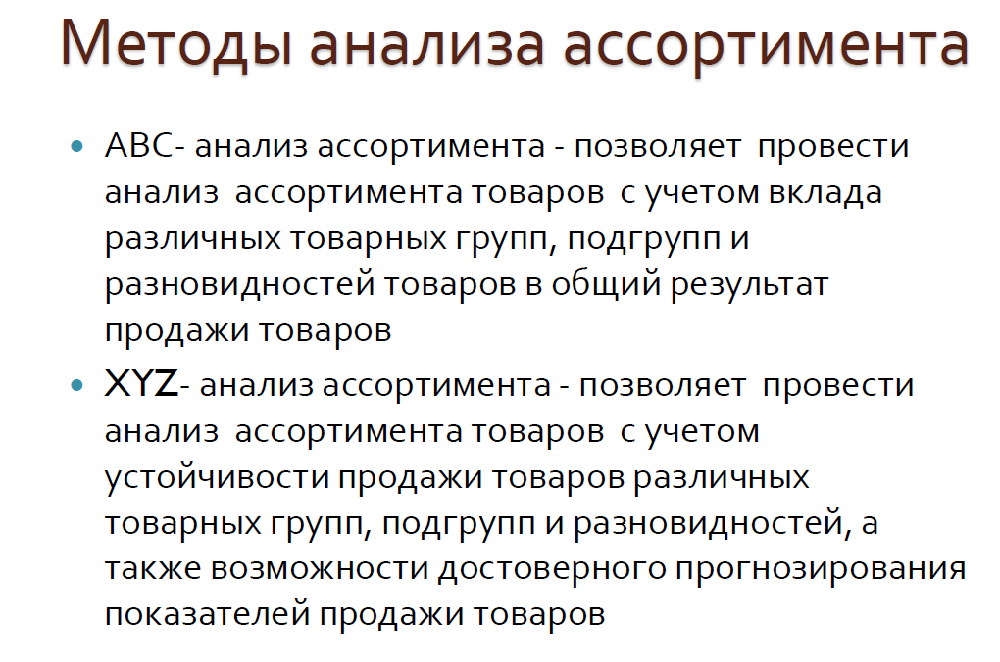 Методы анализа ассортимента
• АВС- анализ ассортимента - позволяет провести
анализ ассортимента товаров с учетом вклада
различных товарных групп, подгрупп и
разновидностей товаров в общий результат
продажи товаров
• XYZ- анализ ассортимента - позволяет провести
анализ ассортимента товаров с учетом
устойчивости продажи товаров различных
товарных групп, подгрупп и разновидностей, а
также возможности достоверного прогнозирования
показателей продажи товаров